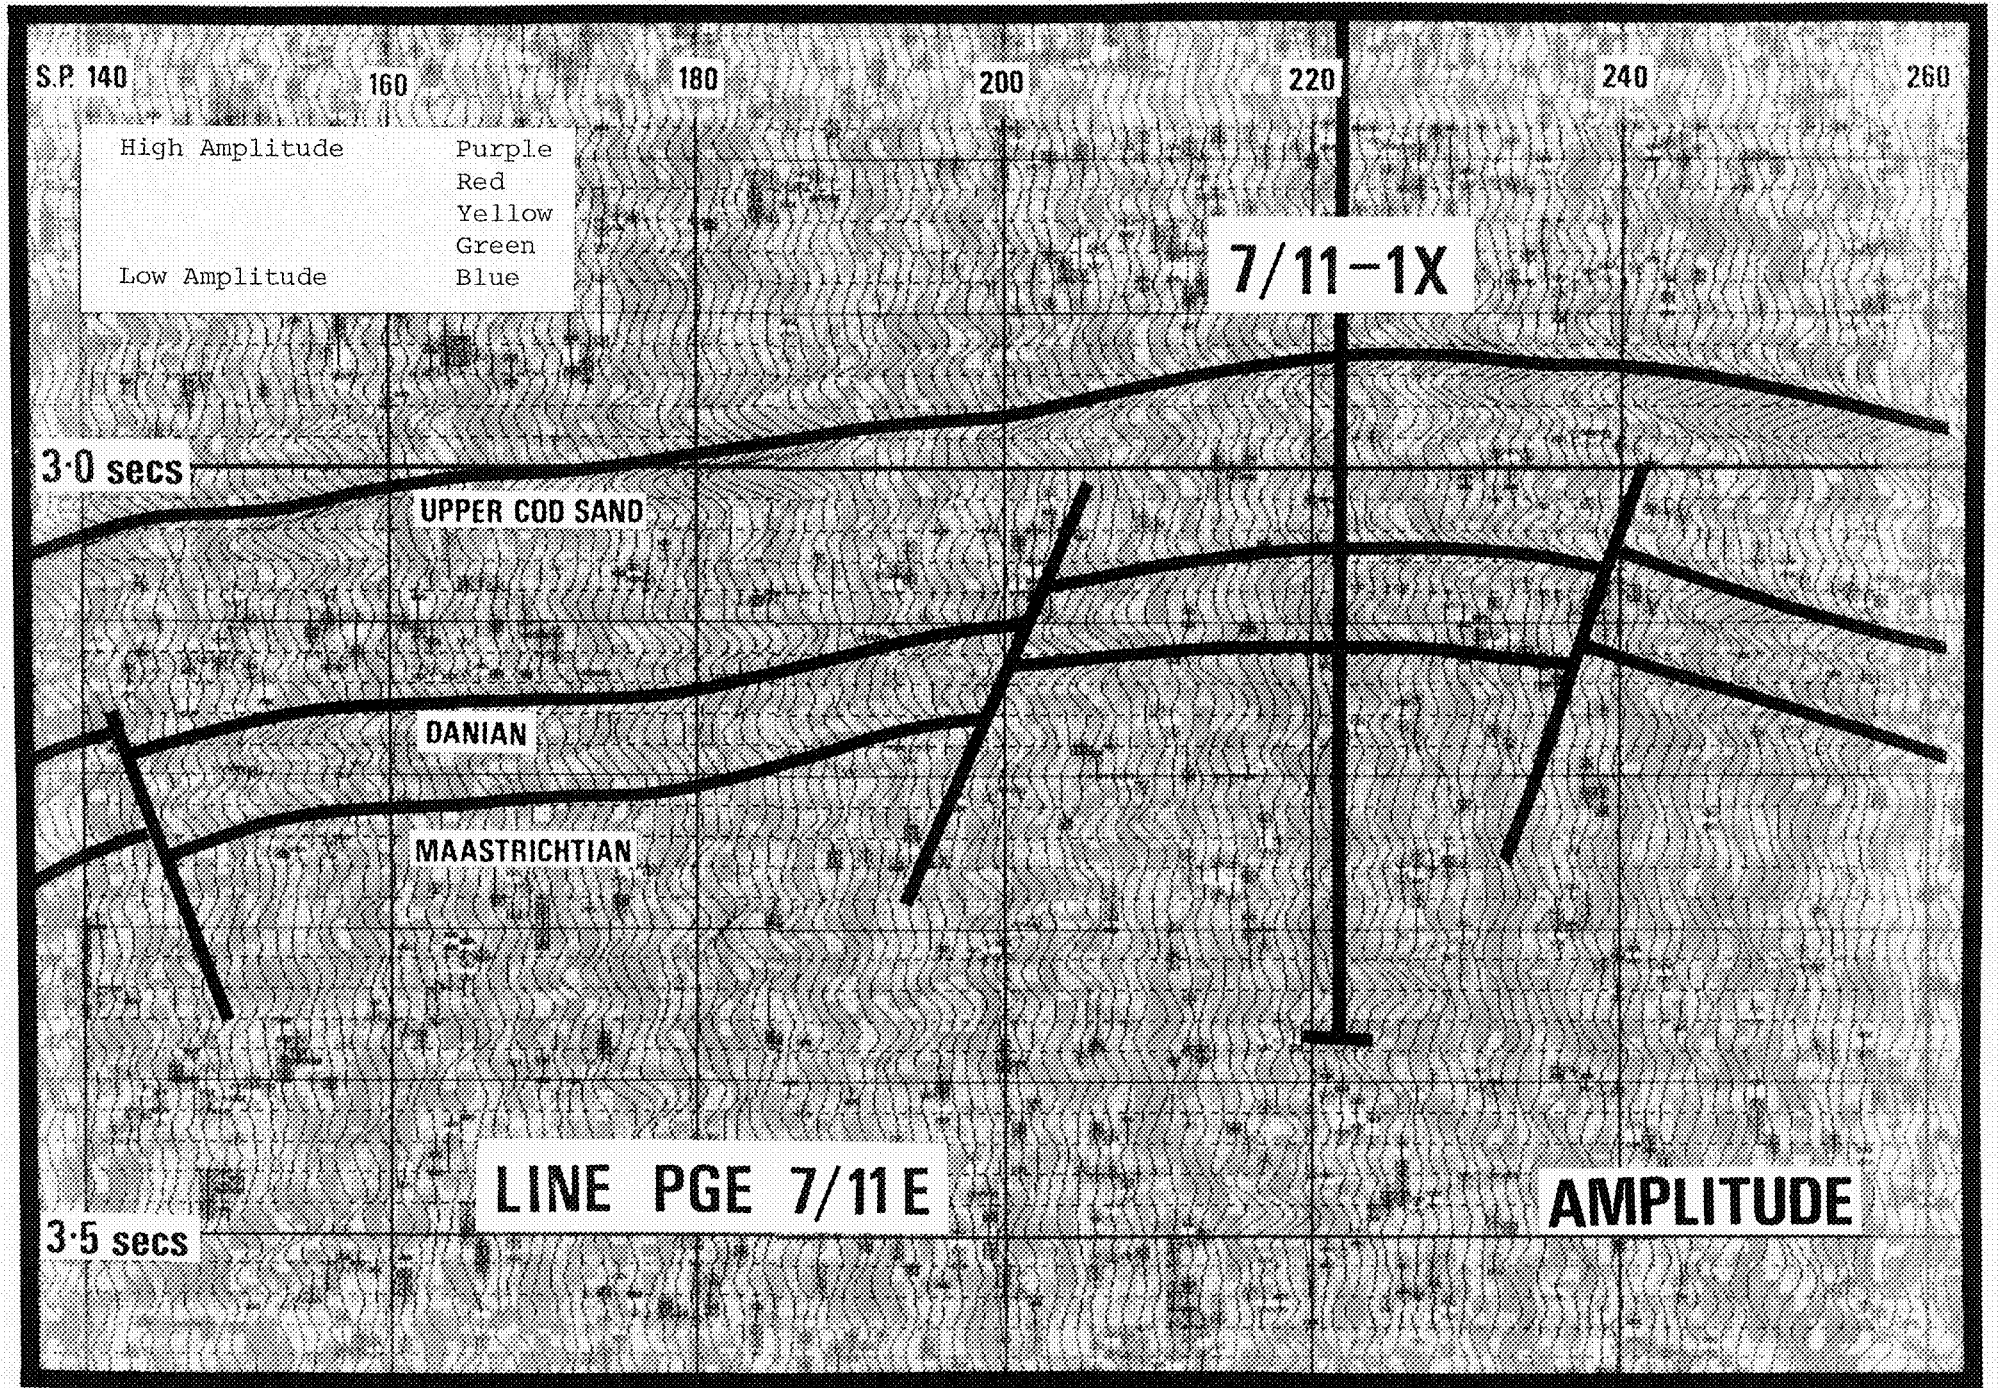 S.P. 140 160 180 200 220 240 260
High Amplitude Purple
Red
Yellow
Green
Low Amplitude Blue
7/11-1X
3·0 secs
UPPER COD SAND
DANIAN
MAASTRICHTIAN
LINE PGE 7/11 E
AMPLITUDE
3·5 secs